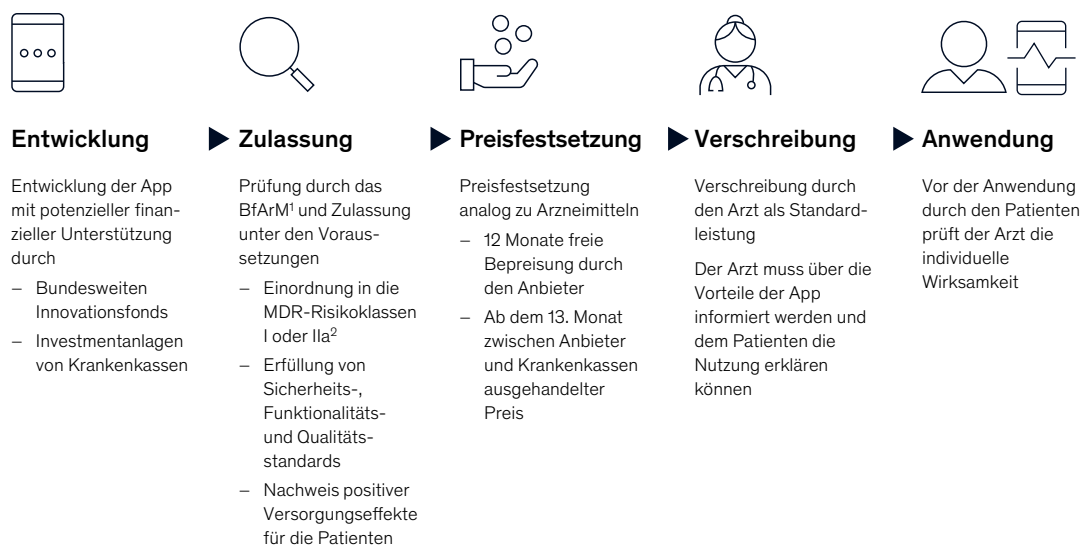 Entwicklung
Entwicklung der App
mit potenzieller finan-
zieller Unterstützung
durch
– Bundesweiten
Innovationsfonds
– Investmentanlagen
von Krankenkassen
Zulassung
Prüfung durch das
BfArM¹ und Zulassung
unter den Voraus-
setzungen
– Einordnung in die
MDR-Risikoklassen
I oder IIa²
– Erfüllung von
Sicherheits-,
Funktionalitäts-
und Qualitäts-
standards
– Nachweis positiver
Versorgungseffekte
für die Patienten
Preisfestsetzung
Preisfestsetzung
analog zu Arzneimitteln
– 12 Monate freie
Bepreisung durch
den Anbieter
– Ab dem 13. Monat
zwischen Anbieter
und Krankenkassen
ausgehandelter
Preis
Verschreibung
Verschreibung durch
den Arzt als Standard-
leistung
Der Arzt muss über die
Vorteile der App
informiert werden und
dem Patienten die
Nutzung erklären
können
Anwendung
Vor der Anwendung
durch den Patienten
prüft der Arzt die
individuelle
Wirksamkeit